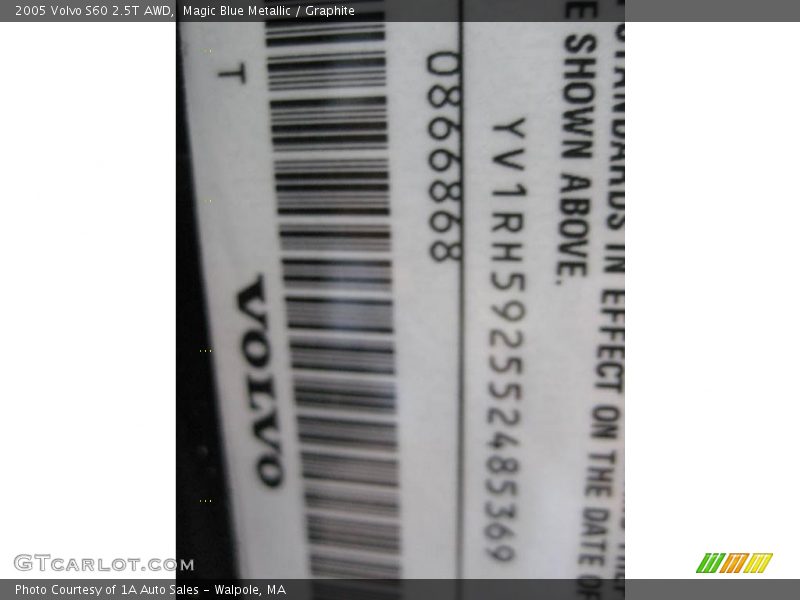 2005 Volvo S60 2.5T AWD, Magic Blue Metallic / Graphite
STANDARDS IN EFFECT ON THE DATE OF
E SHOWN ABOVE.
YV1RH592552485369
0866868
T
VOLVO
GTCARLOT.COM
Photo Courtesy of 1A Auto Sales - Walpole, MA